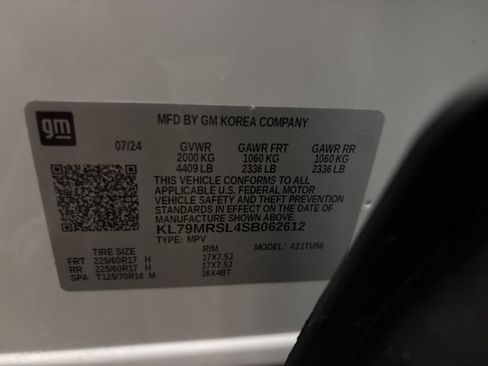 gm
MFD BY GM KOREA COMPANY
07/24 GVWR GAWR FRT GAWR RR
2000 KG 1060 KG 1060 KG
4409 LB 2336 LB 2336 LB
THIS VEHICLE CONFORMS TO ALL
APPLICABLE U.S. FEDERAL MOTOR
VEHICLE SAFETY AND THEFT PREVENTION
STANDARDS IN EFFECT ON THE DATE OF
MANUFACTURE SHOWN ABOVE.
KL79MRSL4SB062612
TYPE: MPV MODEL: 421TU56
TIRE SIZE RIM
FRT 225/60R17 H 17X7.5J
RR 225/60R17 H 17X7.5J
SPA T125/70R16 M 16X4BT